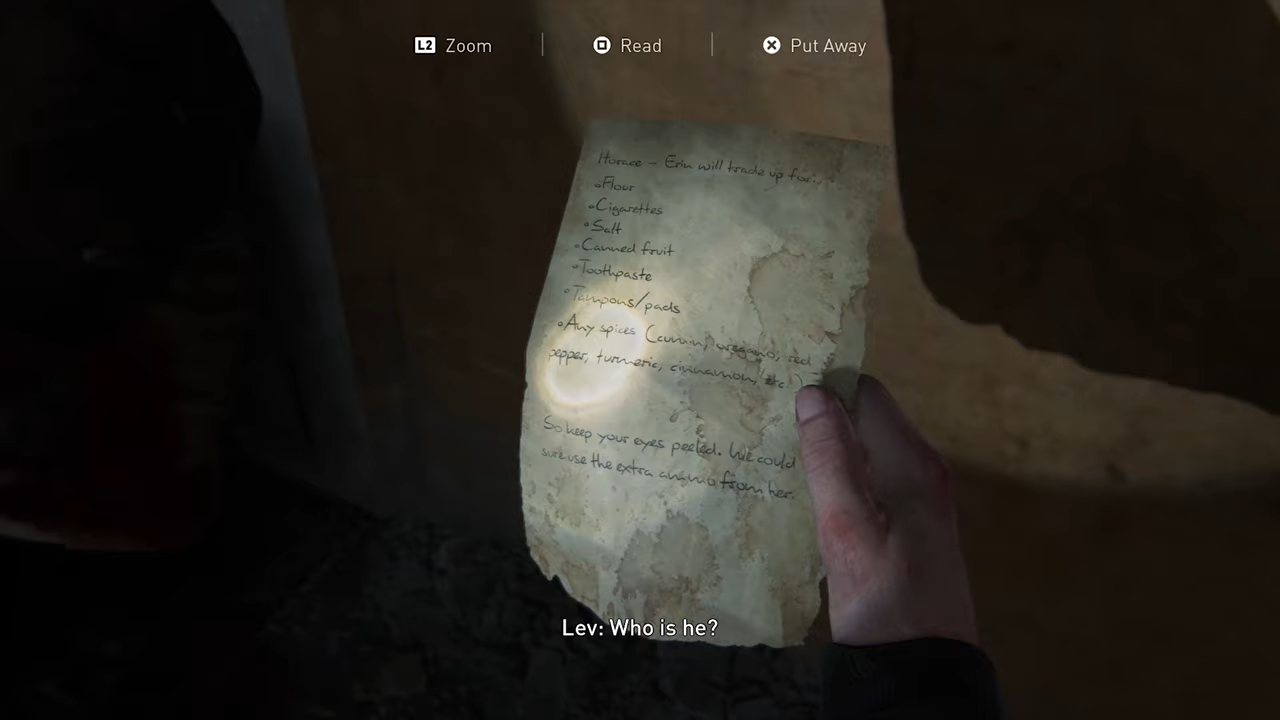 L2 Zoom | Read | Put Away
Horace - Erin will trade up for:
Flour
Cigarettes
Salt
Canned fruit
Toothpaste
Tampons/pads
Any spices (cumin, oregano, red
pepper, turmeric, cinnamon, etc.)
So keep your eyes peeled. We could
sure use the extra ammo from her.
Lev: Who is he?